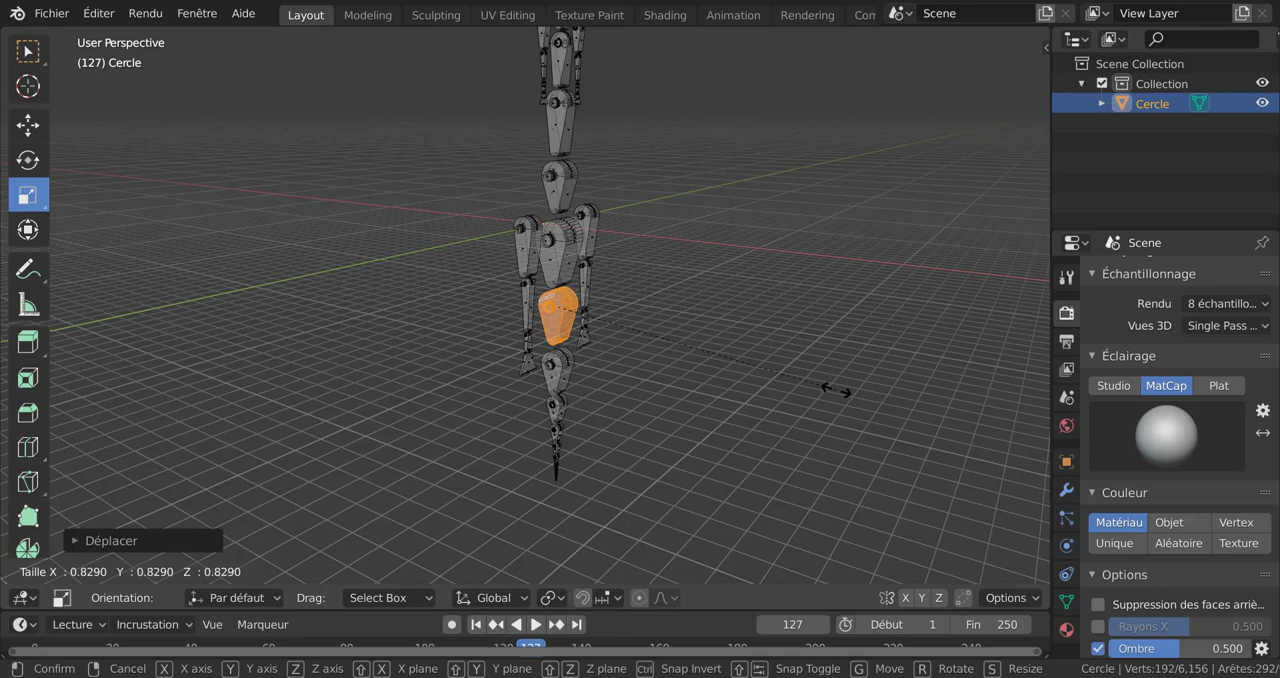 Fichier Éditer Rendu Fenêtre Aide Layout Modeling Sculpting UV Editing Texture Paint Shading Animation Rendering Con Scene View Layer
User Perspective
(127) Cercle
Scene Collection
Collection
Cercle
Scene
Échantillonnage
Rendu 8 échantillo...
Vues 3D Single Pass ...
Éclairage
Studio MatCap Plat
Couleur
Matériau Objet Vertex
Unique Aléatoire Texture
Options
Suppression des faces arriè...
Rayons X 0.500
Ombre 0.500
Déplacer
Taille X : 0.8290 Y : 0.8290 Z : 0.8290
Orientation: Par défaut Drag: Select Box Global X Y Z Options
Lecture Incrustation Vue Marqueur 127 Début 1 Fin 250
127
Confirm Cancel X X axis Y Y axis Z Z axis X X plane Y Y plane Z Z plane Ctrl Snap Invert Snap Toggle G Move R Rotate S Resize Cercle | Verts:192/6,156 | Arêtes:292/